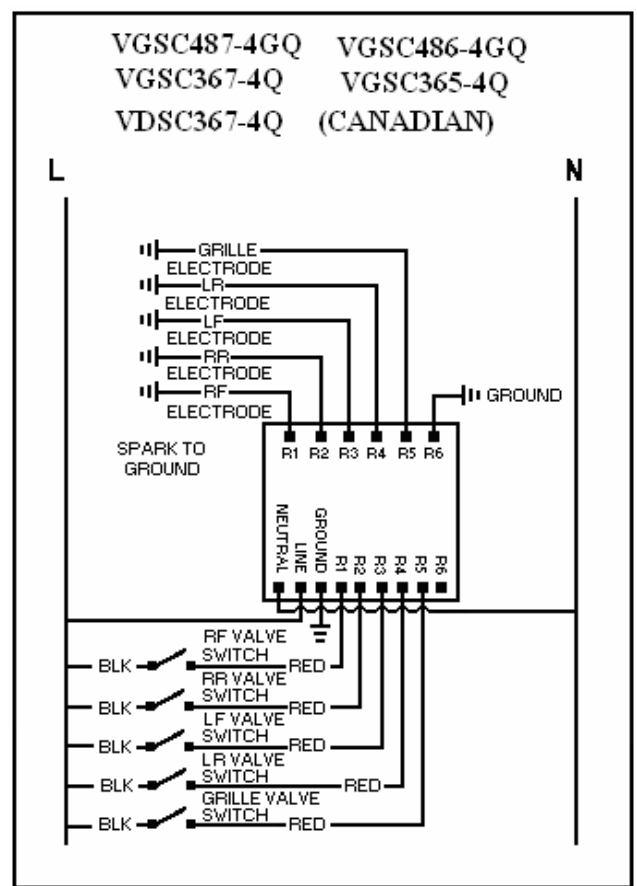 VGSC487-4GQ VGSC486-4GQ
VGSC367-4Q VGSC365-4Q
VDSC367-4Q (CANADIAN)
L N
GRILLE
ELECTRODE
LR
ELECTRODE
LF
ELECTRODE
RR
ELECTRODE
RF
ELECTRODE
GROUND
SPARK TO
GROUND
R1 R2 R3 R4 R5 R6
NEUTRAL LINE GROUND R1 R2 R3 R4 R5 R6
RF VALVE
SWITCH
BLK RED
RR VALVE
SWITCH
BLK RED
LF VALVE
SWITCH
BLK RED
LR VALVE
SWITCH
BLK RED
GRILLE VALVE
SWITCH
BLK RED